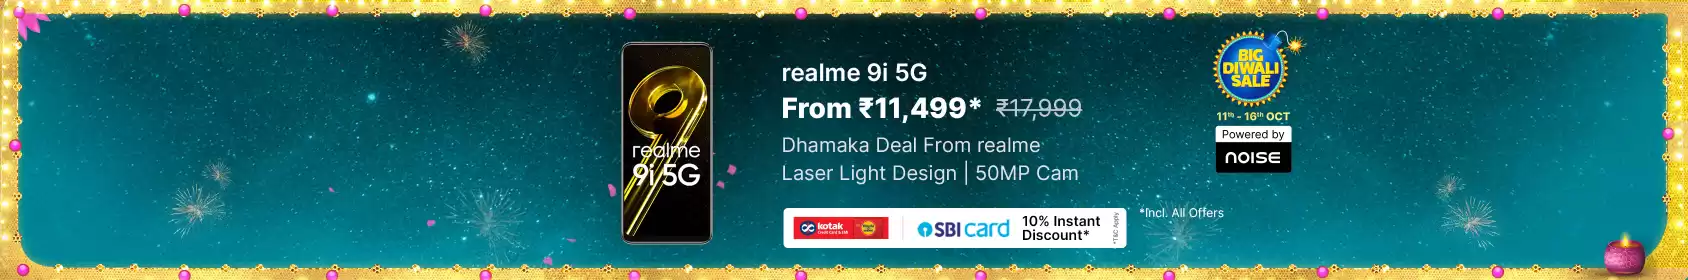 realme
9i 5G
realme 9i 5G
From ₹11,499* ₹17,999
Dhamaka Deal From realme
Laser Light Design | 50MP Cam
kotak
SBI card
10% Instant
Discount*
*T&C Apply
*Incl. All Offers
BIG
DIWALI
SALE
11th - 16th OCT
Powered by
NOISE